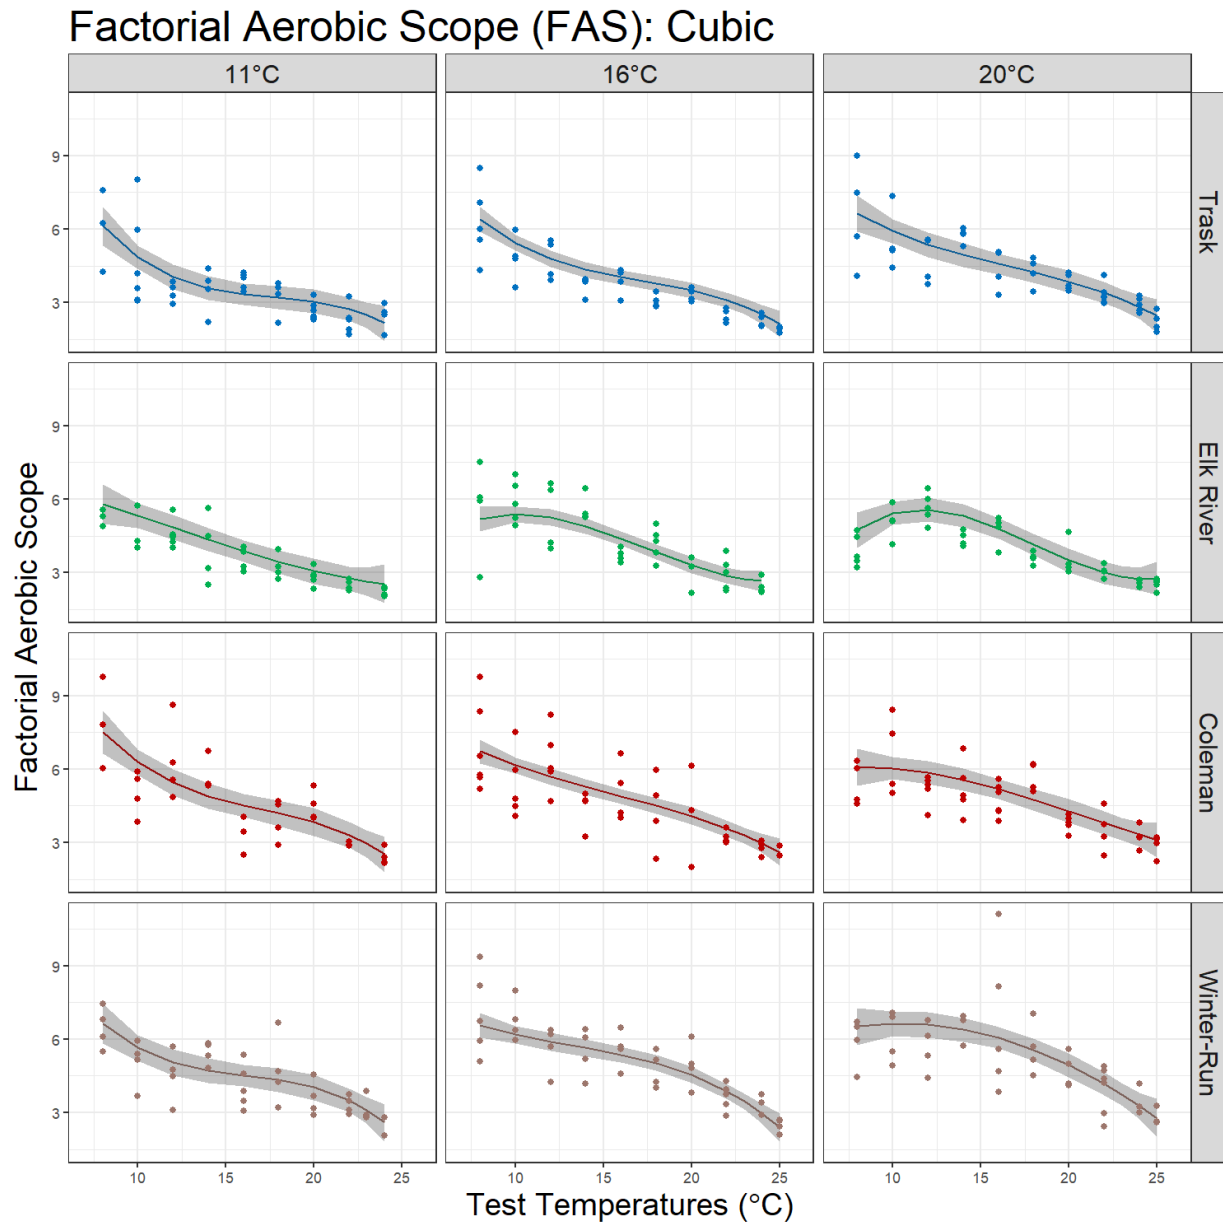 Factorial Aerobic Scope (FAS): Cubic
11°C
16°C
20°C
Factorial Aerobic Scope
9
6
3
Trask
9
6
3
Elk River
9
6
3
Coleman
9
6
3
Winter-Run
10 15 20 25
10 15 20 25
10 15 20 25
Test Temperatures (°C)